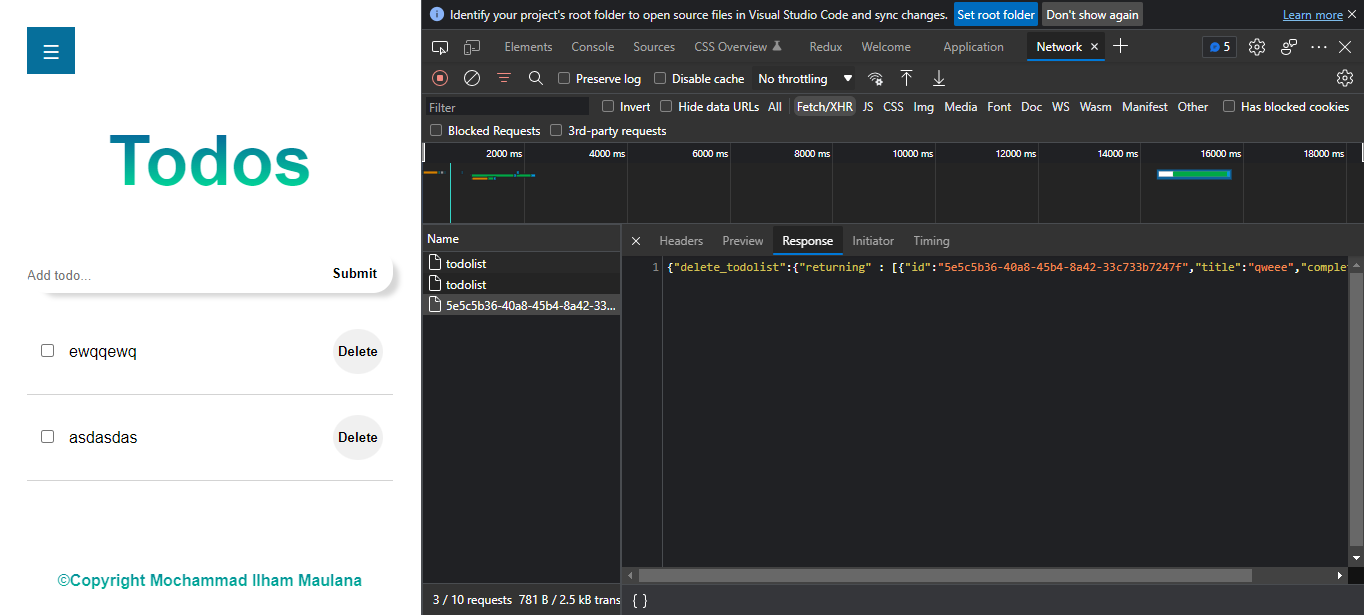 ☰
Todos
Add todo...
Submit
ewqqewq
Delete
asdasdas
Delete
©Copyright Mochammad Ilham Maulana
Identify your project's root folder to open source files in Visual Studio Code and sync changes. Set root folder Don't show again Learn more
Elements Console Sources CSS Overview Redux Welcome Application Network 5
Preserve log Disable cache No throttling
Filter Invert Hide data URLs All Fetch/XHR JS CSS Img Media Font Doc WS Wasm Manifest Other Has blocked cookies
Blocked Requests 3rd-party requests
2000 ms 4000 ms 6000 ms 8000 ms 10000 ms 12000 ms 14000 ms 16000 ms 18000 ms
Name
todolist
todolist
5e5c5b36-40a8-45b4-8a42-33...
Headers Preview Response Initiator Timing
1 {"delete_todolist":{"returning" : [{"id":"5e5c5b36-40a8-45b4-8a42-33c733b7247f","title":"qweee","comple
3 / 10 requests 781 B / 2.5 kB trans
{ }